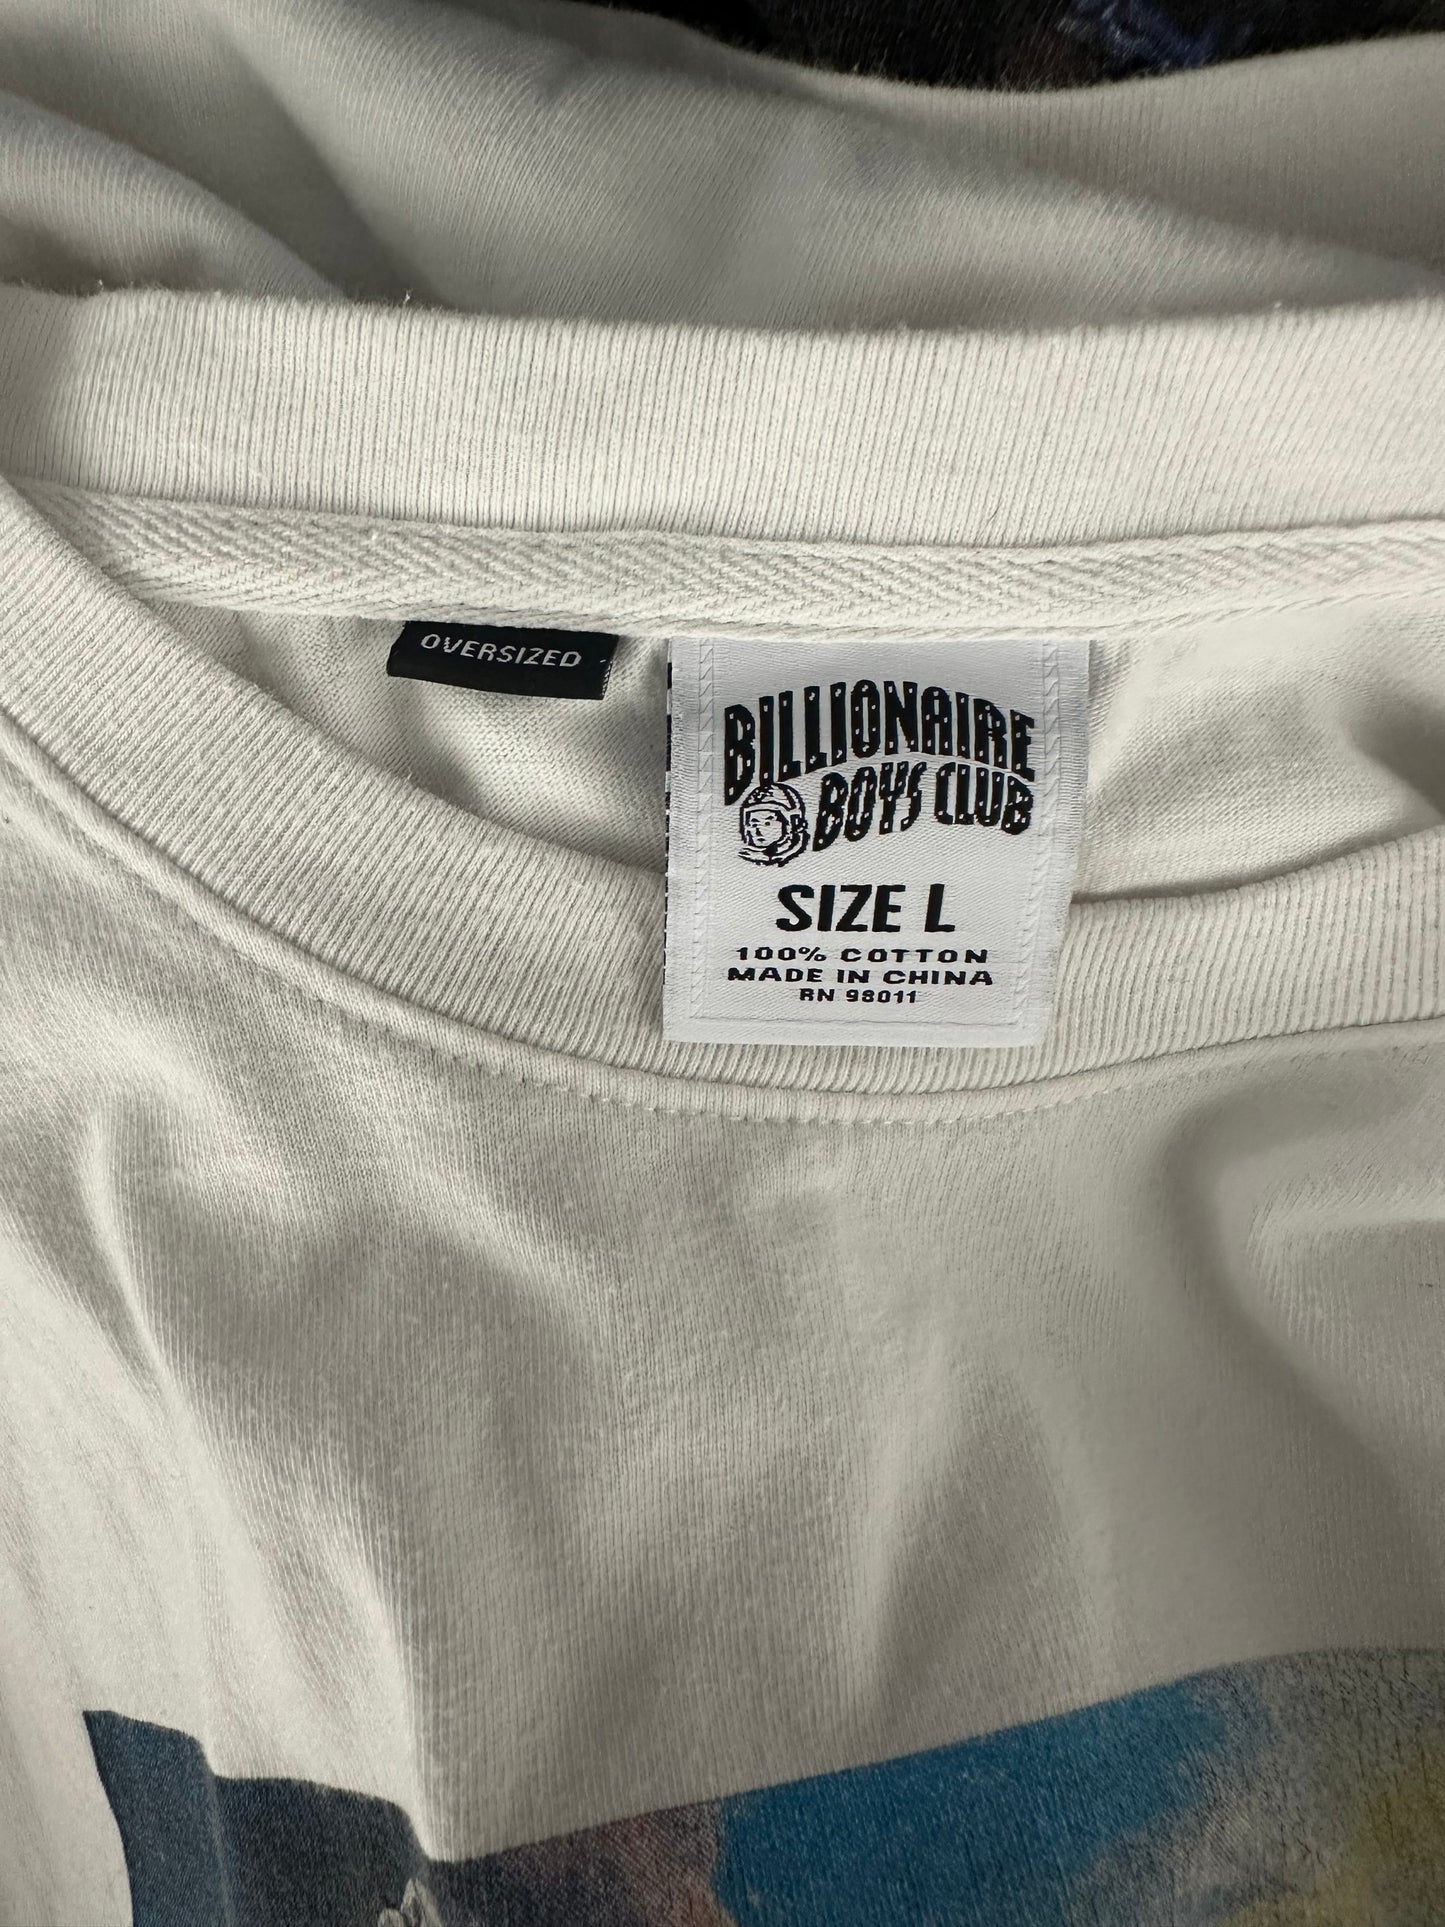 OVERSIZED
BILLIONAIRE
BOYS CLUB
SIZE L
100% COTTON
MADE IN CHINA
RN 98011